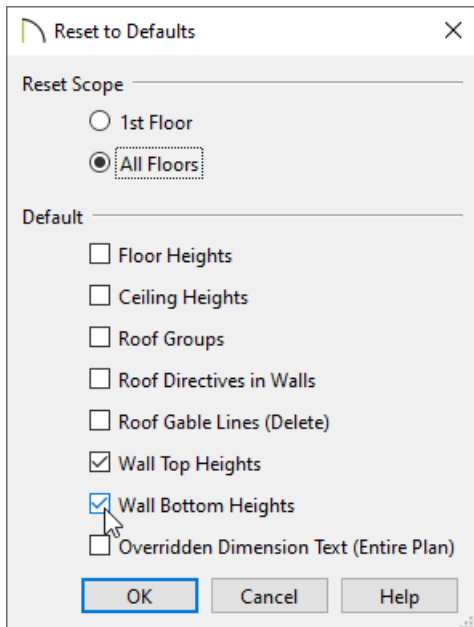 Reset to Defaults
Reset Scope
1st Floor
All Floors
Default
Floor Heights
Ceiling Heights
Roof Groups
Roof Directives in Walls
Roof Gable Lines (Delete)
Wall Top Heights
Wall Bottom Heights
Overridden Dimension Text (Entire Plan)
OK Cancel Help